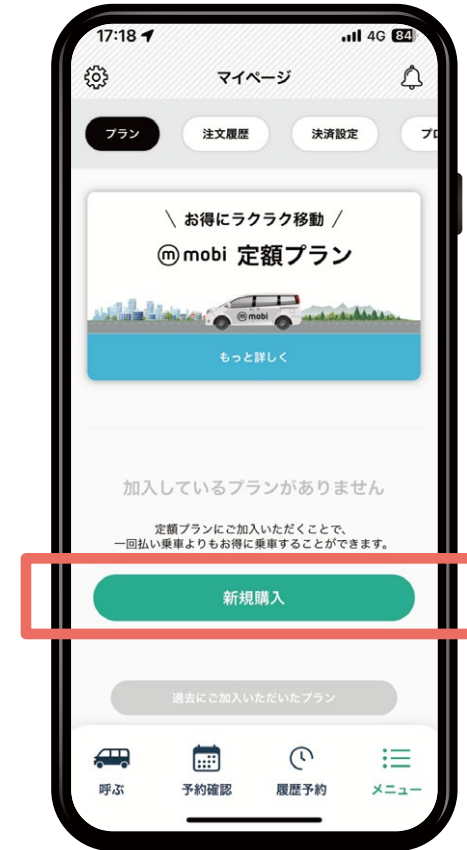 17:18 4G 84
マイページ
プラン 注文履歴 決済設定 プロ
\ お得にラクラク移動 /
m mobi 定額プラン
m mobi
もっと詳しく
加入しているプランがありません
定額プランにご加入いただくことで、
一回払い乗車よりもお得に乗車することができます。
新規購入
過去にご加入いただいたプラン
呼ぶ 予約確認 履歴予約 メニュー